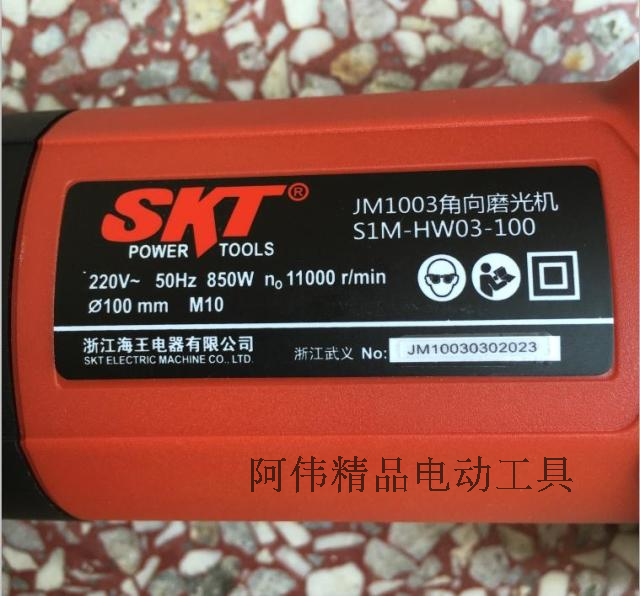 SKT®
POWER TOOLS
JM1003角向磨光机
S1M-HW03-100
220V~ 50Hz 850W n₀ 11000 r/min
Ø100 mm M10
浙江海王电器有限公司
SKT ELECTRIC MACHINE CO., LTD.
浙江武义 No: JM10030302023
阿伟精品电动工具